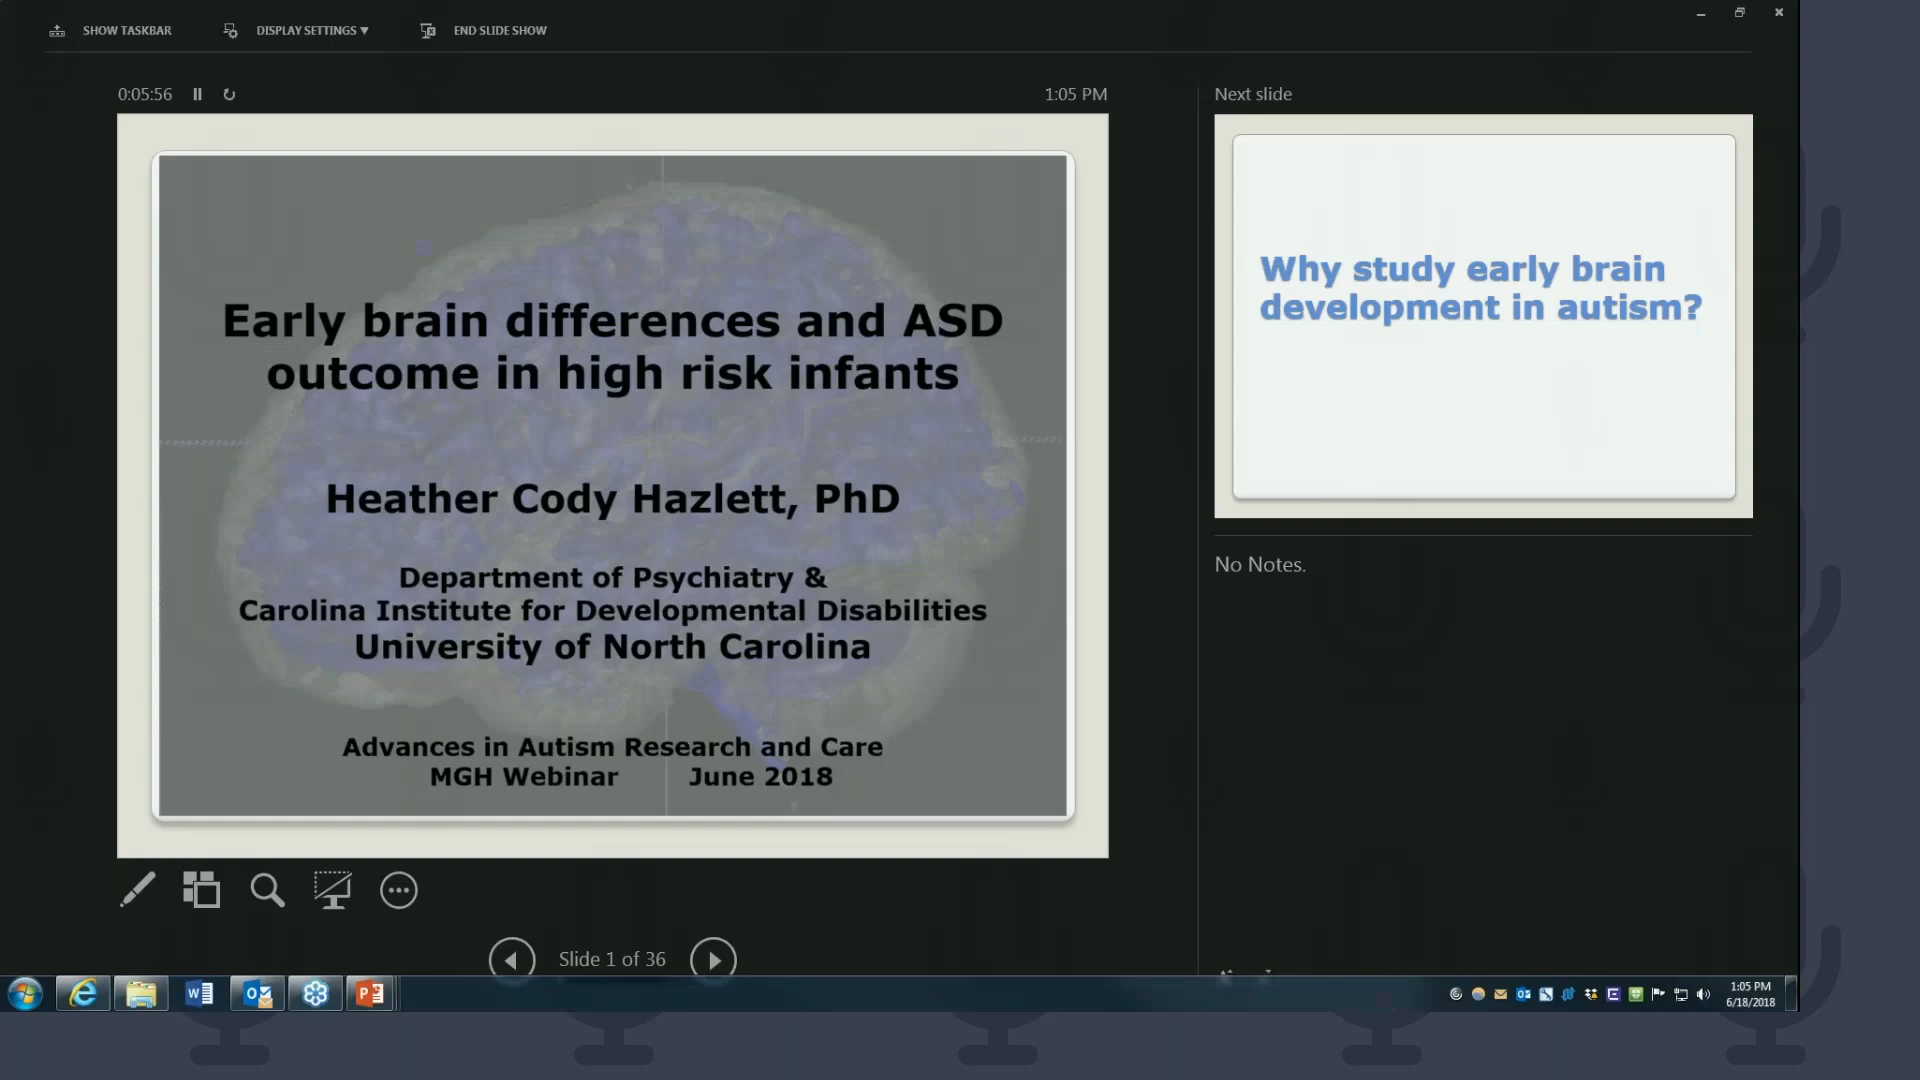 SHOW TASKBAR
DISPLAY SETTINGS ▼
END SLIDE SHOW
0:05:56
1:05 PM
Early brain differences and ASD
outcome in high risk infants
Heather Cody Hazlett, PhD
Department of Psychiatry &
Carolina Institute for Developmental Disabilities
University of North Carolina
Advances in Autism Research and Care
MGH Webinar June 2018
Next slide
Why study early brain
development in autism?
No Notes.
Slide 1 of 36
1:05 PM
6/18/2018